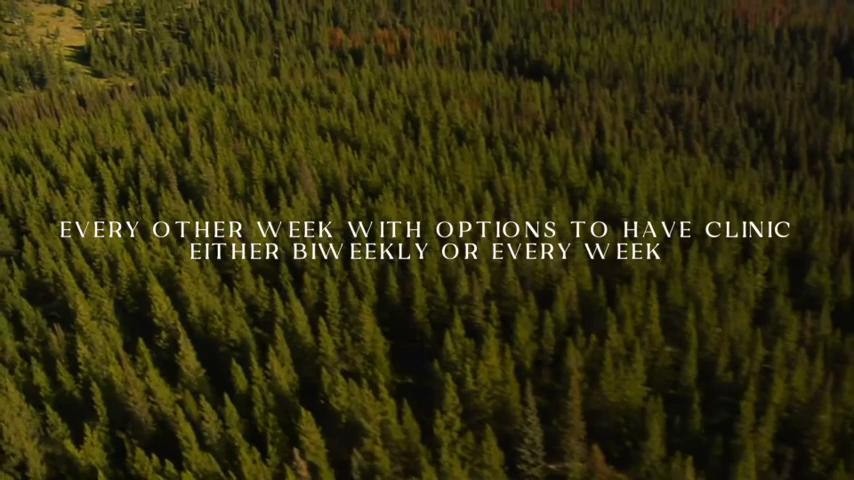 EVERY OTHER WEEK WITH OPTIONS TO HAVE CLINIC
EITHER BIWEEKLY OR EVERY WEEK